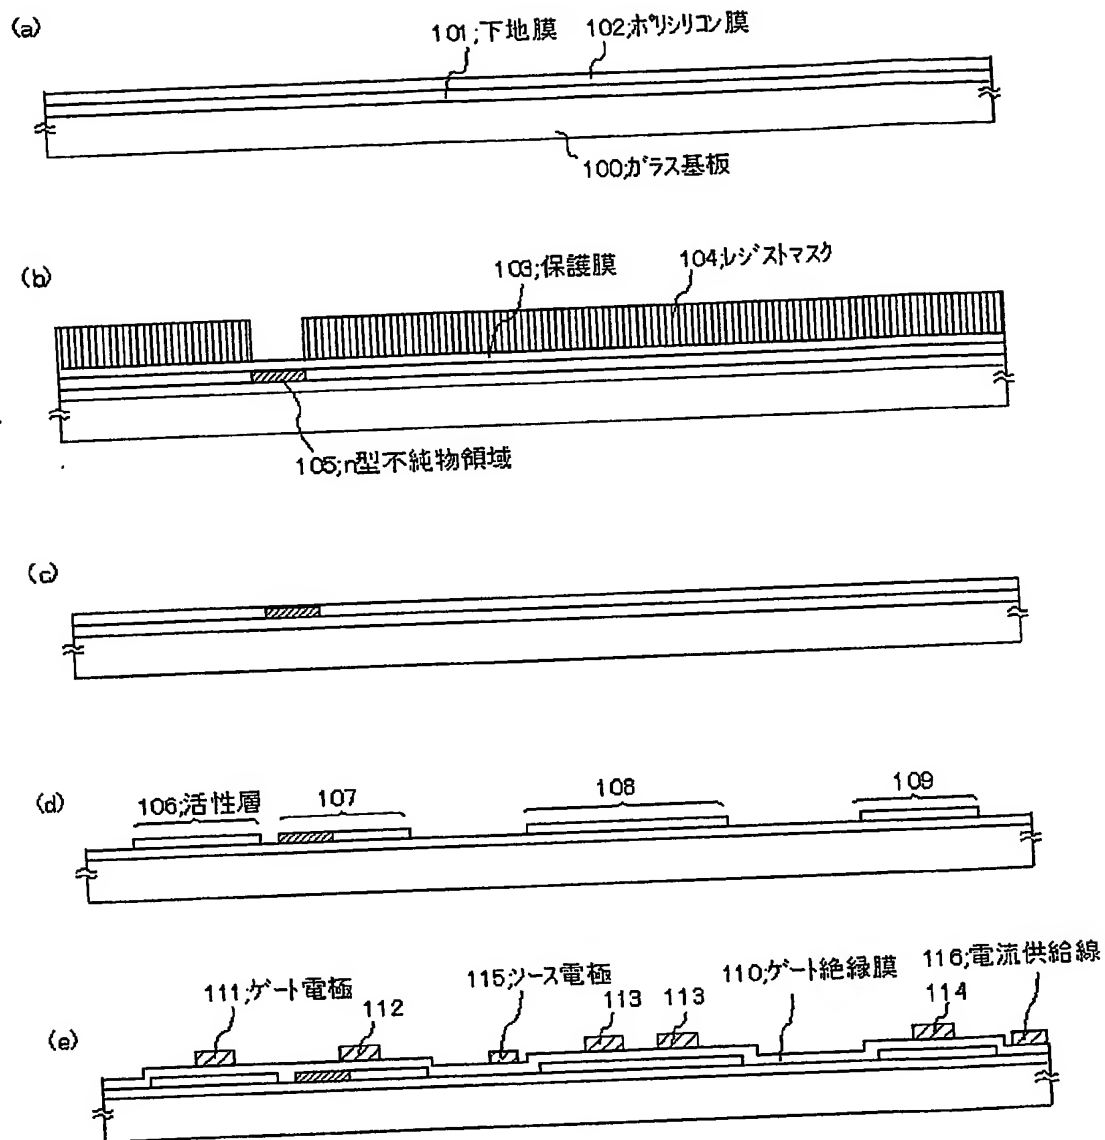 (a)
101;下地膜
102;ポリシリコン膜
100;ガラス基板
(b)
103;保護膜
104;レジストマスク
105;n型不純物領域
(c)
(d)
106;活性層
107
108
109
(e)
111;ゲート電極
112
115;ソース電極
113
113
110;ゲート絶縁膜
116;電流供給線
114